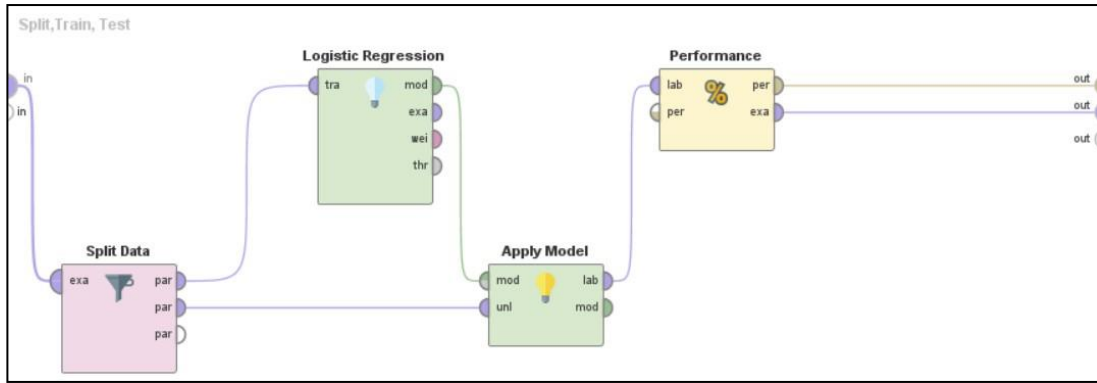 Split,Train, Test
Logistic Regression
Performance
in
tra
mod
lab
per
out
in
exa
per
exa
out
wei
out
thr
Split Data
Apply Model
exa
par
mod
lab
par
unl
mod
par
%